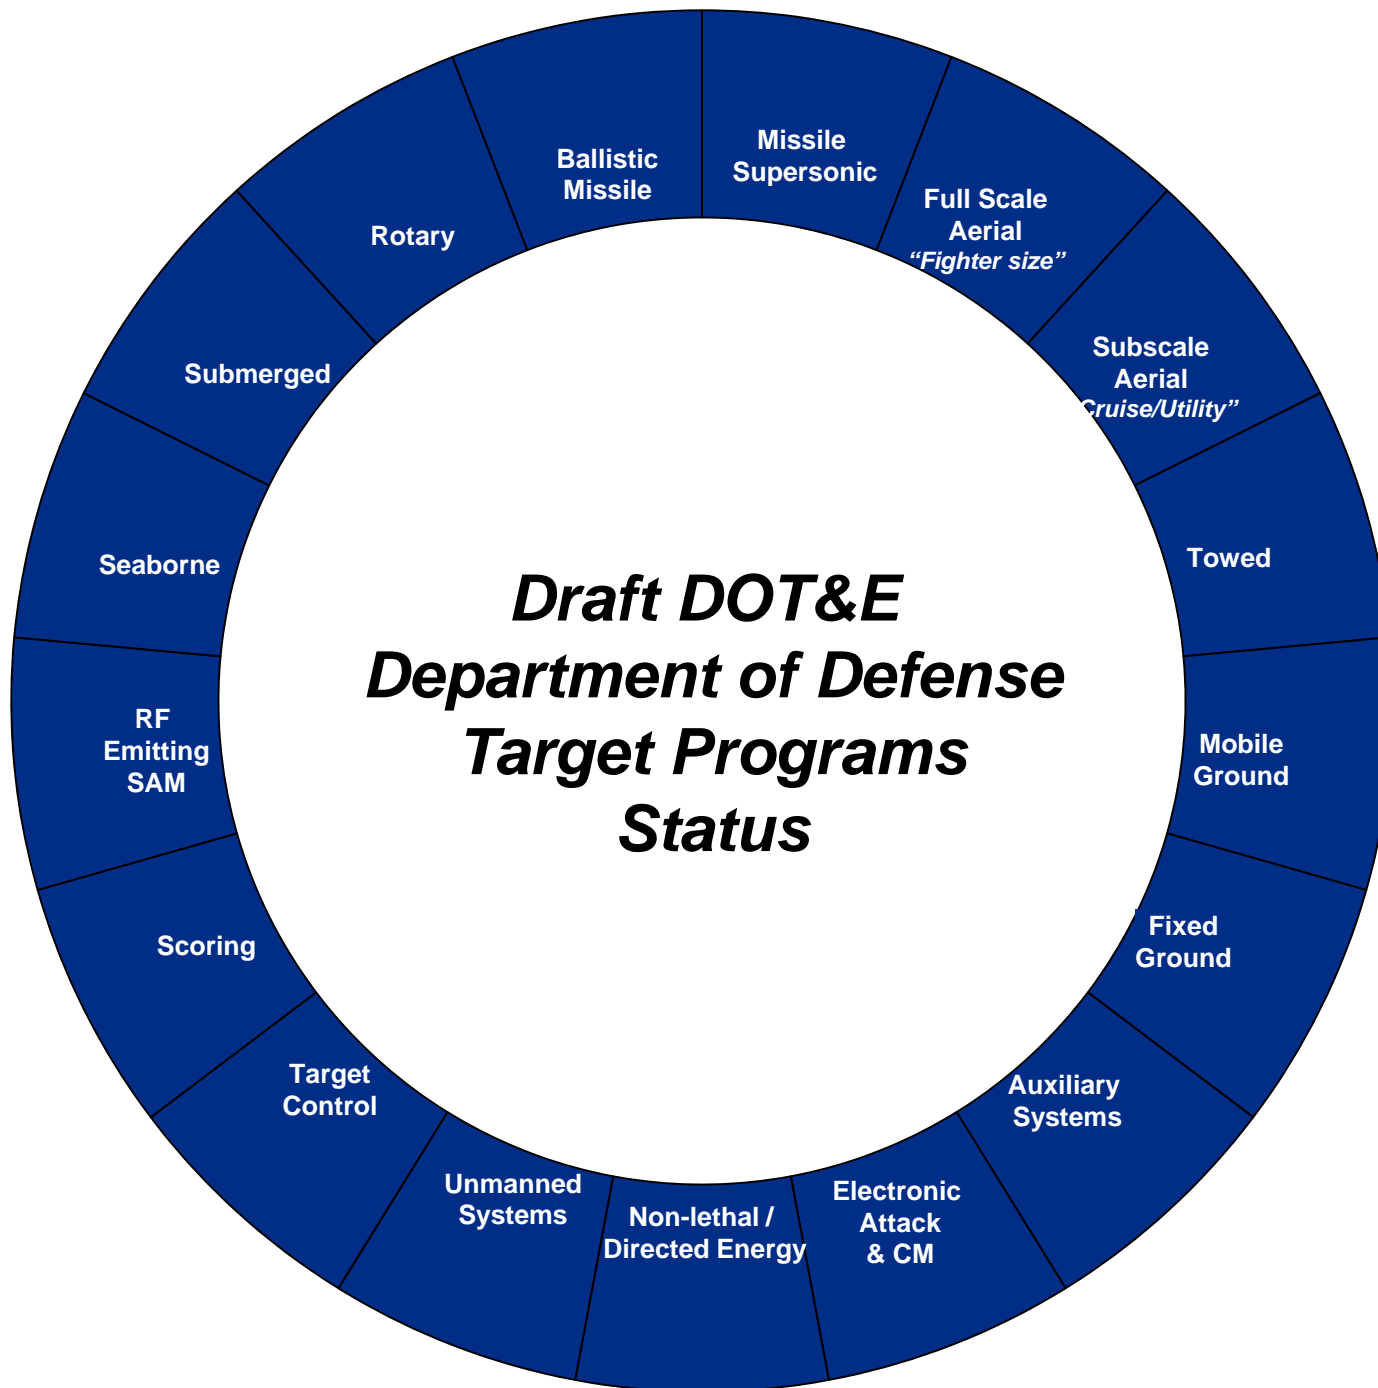 Missile
Supersonic
Full Scale
Aerial
“Fighter size”
Subscale
Aerial
Cruise/Utility”
Towed
Mobile
Ground
Fixed
Ground
Auxiliary
Systems
Electronic
Attack
& CM
Non-lethal /
Directed Energy
Unmanned
Systems
Target
Control
Scoring
RF
Emitting
SAM
Seaborne
Submerged
Rotary
Ballistic
Missile
Draft DOT&E
Department of Defense
Target Programs
Status